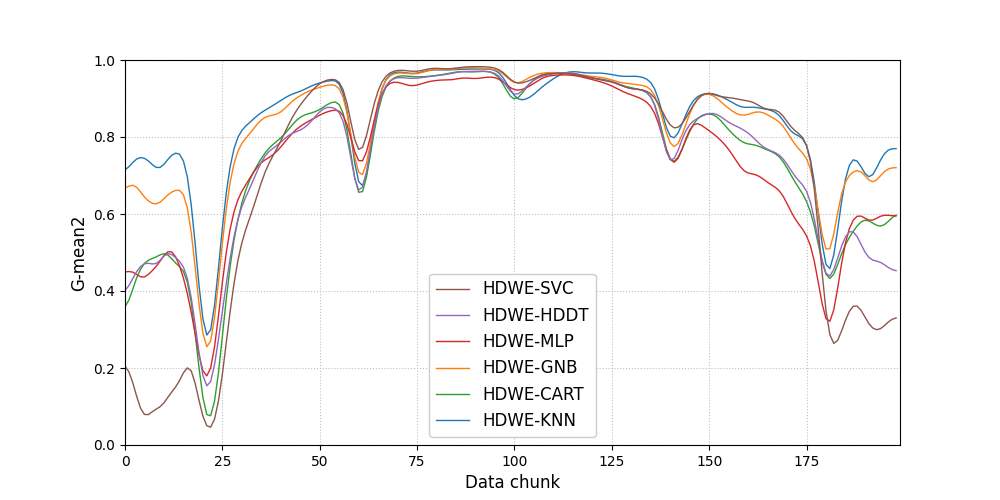 1.0
0.8
0.6
0.4
0.2
0.0
G-mean2
HDWE-SVC
HDWE-HDDT
HDWE-MLP
HDWE-GNB
HDWE-CART
HDWE-KNN
0 25 50 75 100 125 150 175
Data chunk